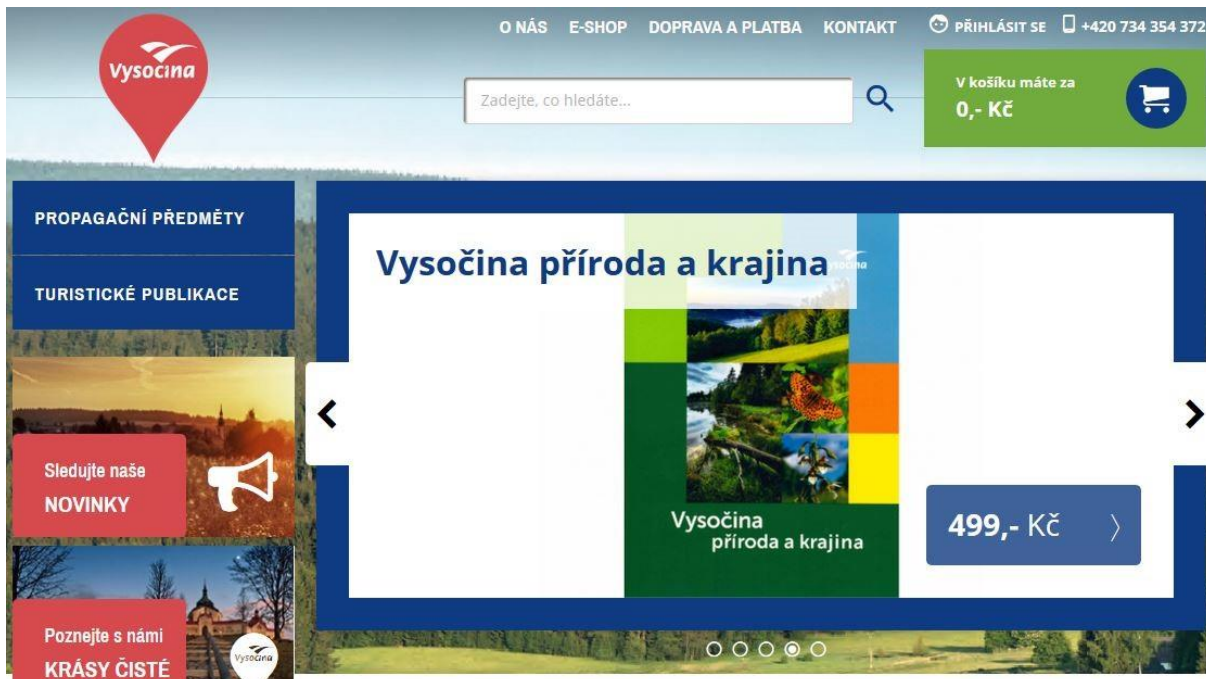 Vysočina
O NÁS E-SHOP DOPRAVA A PLATBA KONTAKT PŘIHLÁSIT SE +420 734 354 372
Zadejte, co hledáte...
V košíku máte za
0,- Kč
PROPAGAČNÍ PŘEDMĚTY
TURISTICKÉ PUBLIKACE
Sledujte naše
NOVINKY
Poznejte s námi
KRÁSY ČISTÉ
Vysočina
Vysočina příroda a krajina
Vysočina
Vysočina
příroda a krajina
499,- Kč